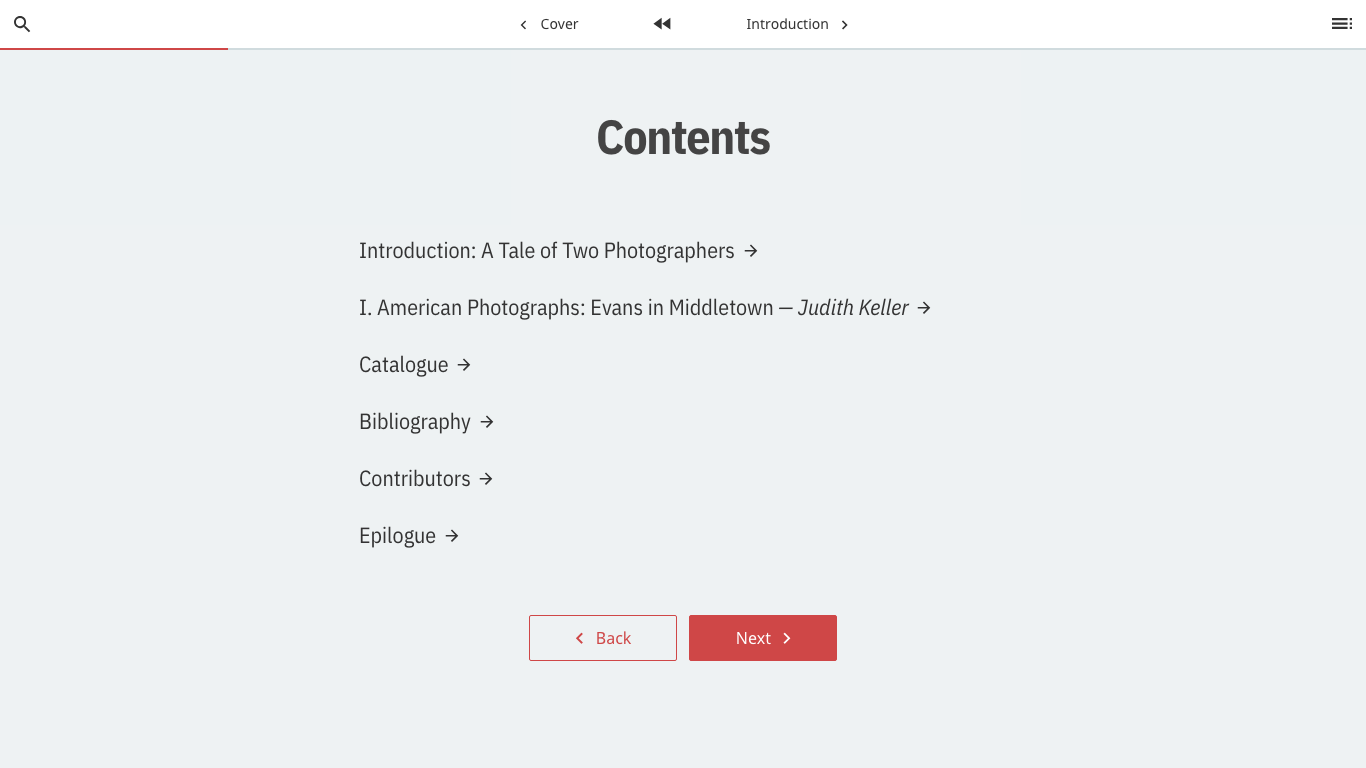 Cover
Introduction
Contents
Introduction: A Tale of Two Photographers
I. American Photographs: Evans in Middletown — Judith Keller
Catalogue
Bibliography
Contributors
Epilogue
Back
Next